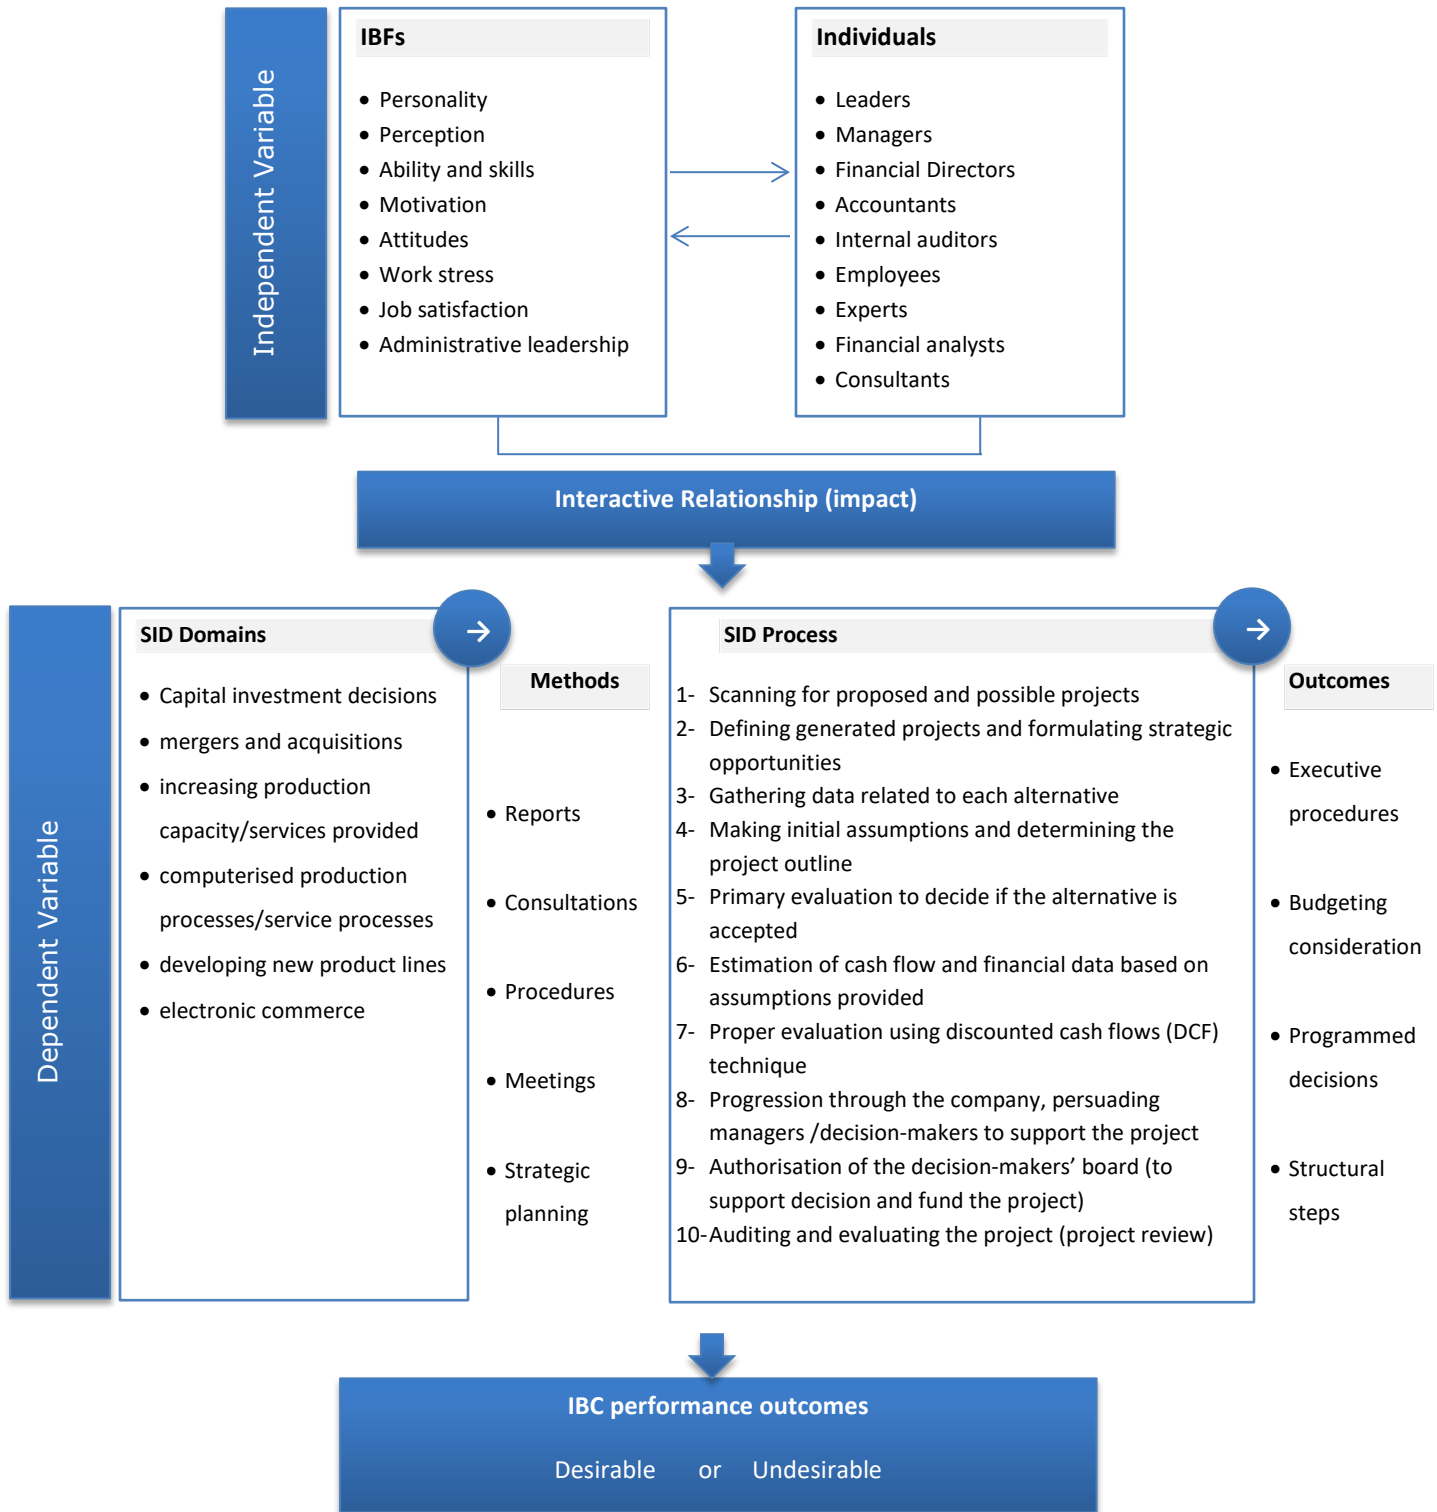 Independent Variable
IBFs
• Personality
• Perception
• Ability and skills
• Motivation
• Attitudes
• Work stress
• Job satisfaction
• Administrative leadership
Individuals
• Leaders
• Managers
• Financial Directors
• Accountants
• Internal auditors
• Employees
• Experts
• Financial analysts
• Consultants
Interactive Relationship (impact)
Dependent Variable
SID Domains
• Capital investment decisions
• mergers and acquisitions
• increasing production
capacity/services provided
• computerised production
processes/service processes
• developing new product lines
• electronic commerce
Methods
• Reports
• Consultations
• Procedures
• Meetings
• Strategic
planning
SID Process
1- Scanning for proposed and possible projects
2- Defining generated projects and formulating strategic
opportunities
3- Gathering data related to each alternative
4- Making initial assumptions and determining the
project outline
5- Primary evaluation to decide if the alternative is
accepted
6- Estimation of cash flow and financial data based on
assumptions provided
7- Proper evaluation using discounted cash flows (DCF)
technique
8- Progression through the company, persuading
managers /decision-makers to support the project
9- Authorisation of the decision-makers’ board (to
support decision and fund the project)
10-Auditing and evaluating the project (project review)
Outcomes
• Executive
procedures
• Budgeting
consideration
• Programmed
decisions
• Structural
steps
IBC performance outcomes
Desirable or Undesirable